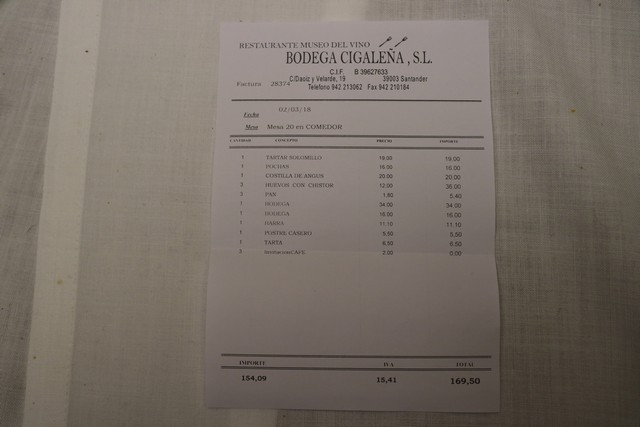 RESTAURANTE MUSEO DEL VINO
BODEGA CIGALEÑA , S.L.
C.I.F. B 39627633
C/Daoiz y Velarde, 19 39003 Santander
Factura 28374
Telefono 942 213062 Fax 942 210184
Fecha 02/03/18
Mesa Mesa 20 en COMEDOR
CANTIDAD CONCEPTO PRECIO IMPORTE
1 TARTAR SOLOMILLO 19.00 19.00
1 POCHAS 16.00 16.00
1 COSTILLA DE ANGUS 20.00 20.00
3 HUEVOS CON CHISTOR 12.00 36.00
3 PAN 1.80 5,40
1 BODEGA 34.00 34.00
1 BODEGA 16.00 16.00
1 BARRA 11.10 11.10
1 POSTRE CASERO 5,50 5,50
1 TARTA 6,50 6,50
2 CAFE 2.00 0.00
IMPORTE IVA TOTAL
154,09 15,41 169,50